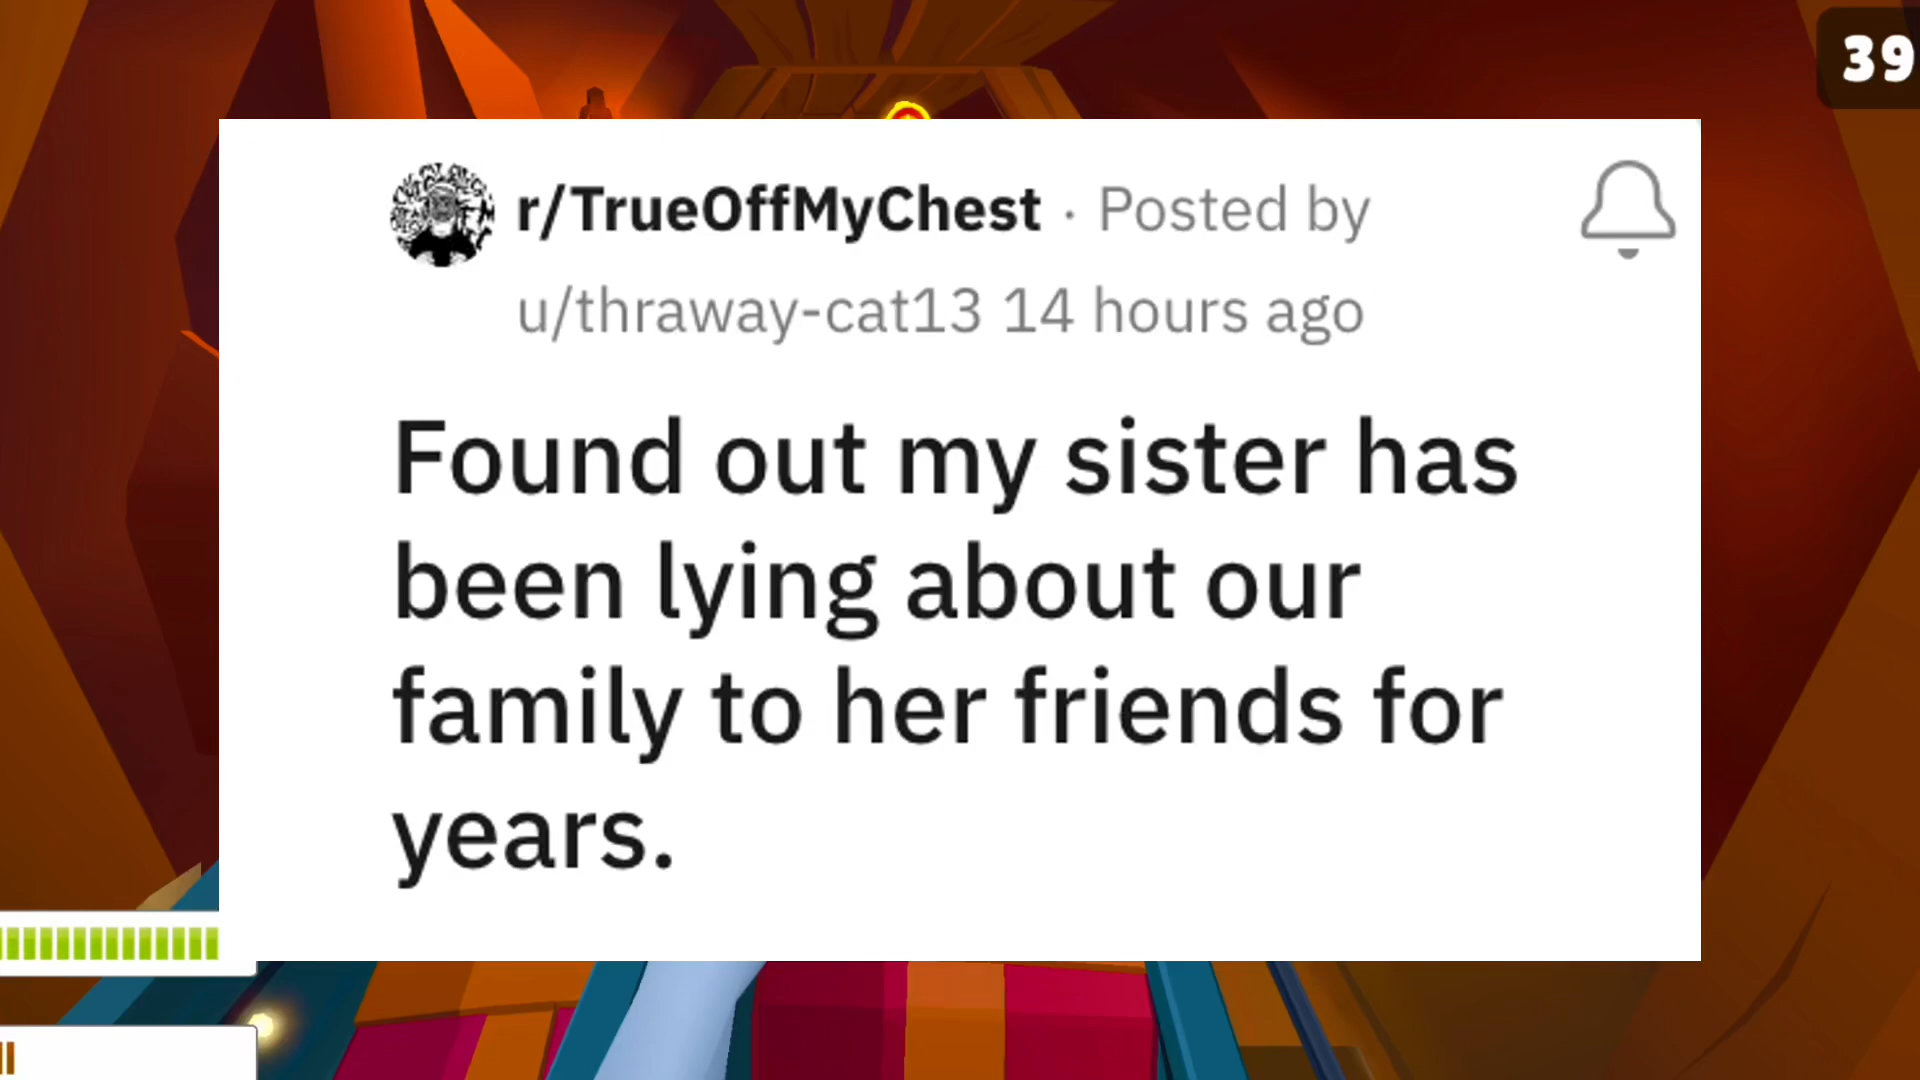 39
r/TrueOffMyChest · Posted by
u/thraway-cat13 14 hours ago
Found out my sister has
been lying about our
family to her friends for
years.